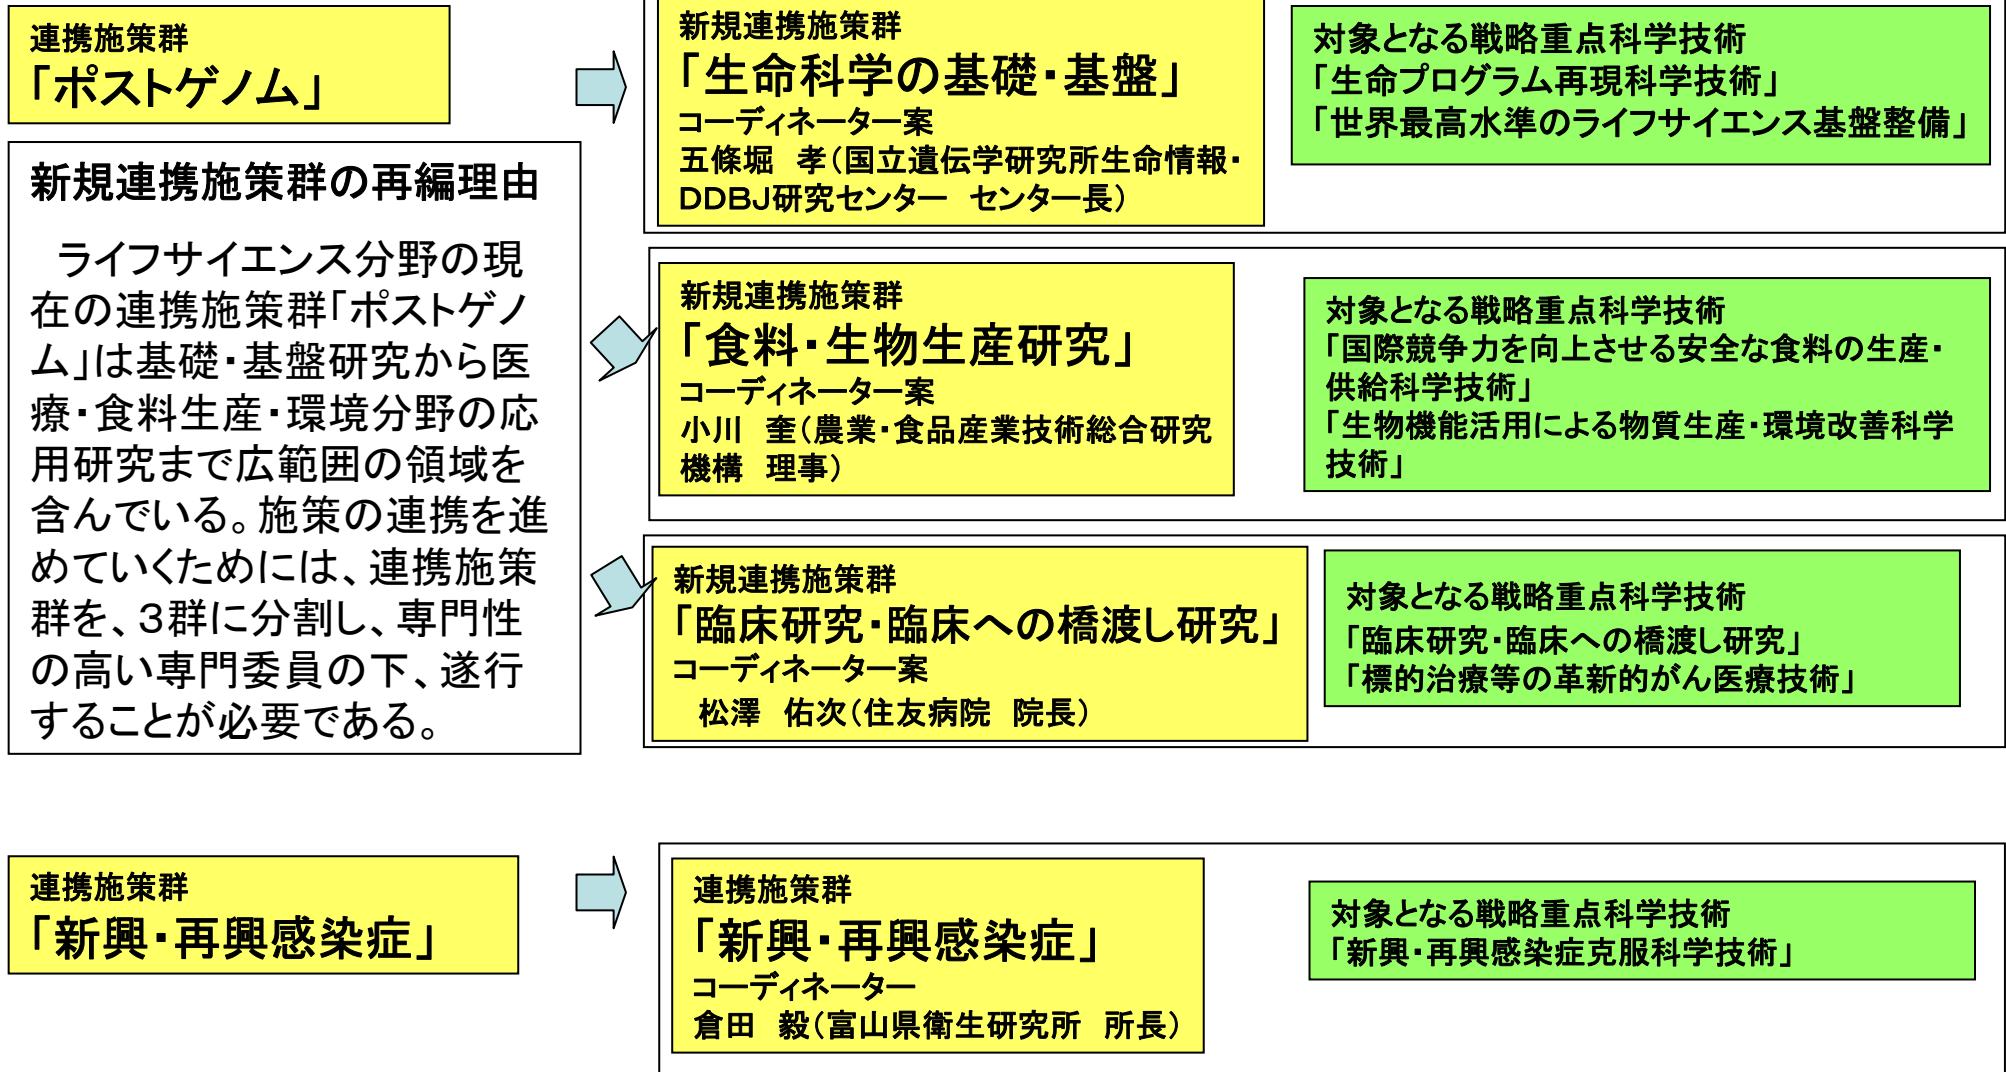 連携施策群
「ポストゲノム」
新規連携施策群の再編理由
ライフサイエンス分野の現
在の連携施策群「ポストゲノ
ム」は基礎・基盤研究から医
療・食料生産・環境分野の応
用研究まで広範囲の領域を
含んでいる。施策の連携を進
めていくためには、連携施策
群を、3群に分割し、専門性
の高い専門委員の下、遂行
することが必要である。
新規連携施策群
「生命科学の基礎・基盤」
コーディネーター案
五條堀 孝(国立遺伝学研究所生命情報・
DDBJ研究センター センター長)
対象となる戦略重点科学技術
「生命プログラム再現科学技術」
「世界最高水準のライフサイエンス基盤整備」
新規連携施策群
「食料・生物生産研究」
コーディネーター案
小川 奎(農業・食品産業技術総合研究
機構 理事)
対象となる戦略重点科学技術
「国際競争力を向上させる安全な食料の生産・
供給科学技術」
「生物機能活用による物質生産・環境改善科学
技術」
新規連携施策群
「臨床研究・臨床への橋渡し研究」
コーディネーター案
松澤 佑次(住友病院 院長)
対象となる戦略重点科学技術
「臨床研究・臨床への橋渡し研究」
「標的治療等の革新的がん医療技術」
連携施策群
「新興・再興感染症」
連携施策群
「新興・再興感染症」
コーディネーター
倉田 毅(富山県衛生研究所 所長)
対象となる戦略重点科学技術
「新興・再興感染症克服科学技術」